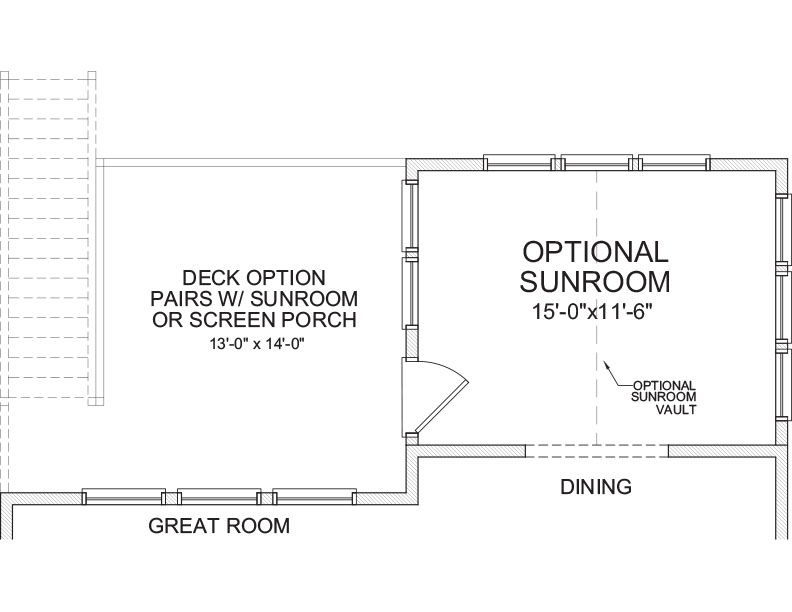 OPTIONAL
SUNROOM
15'-0"x11'-6"
DECK OPTION
PAIRS W/ SUNROOM
OR SCREEN PORCH
13'-0" x 14'-0"
OPTIONAL
SUNROOM
VAULT
DINING
GREAT ROOM